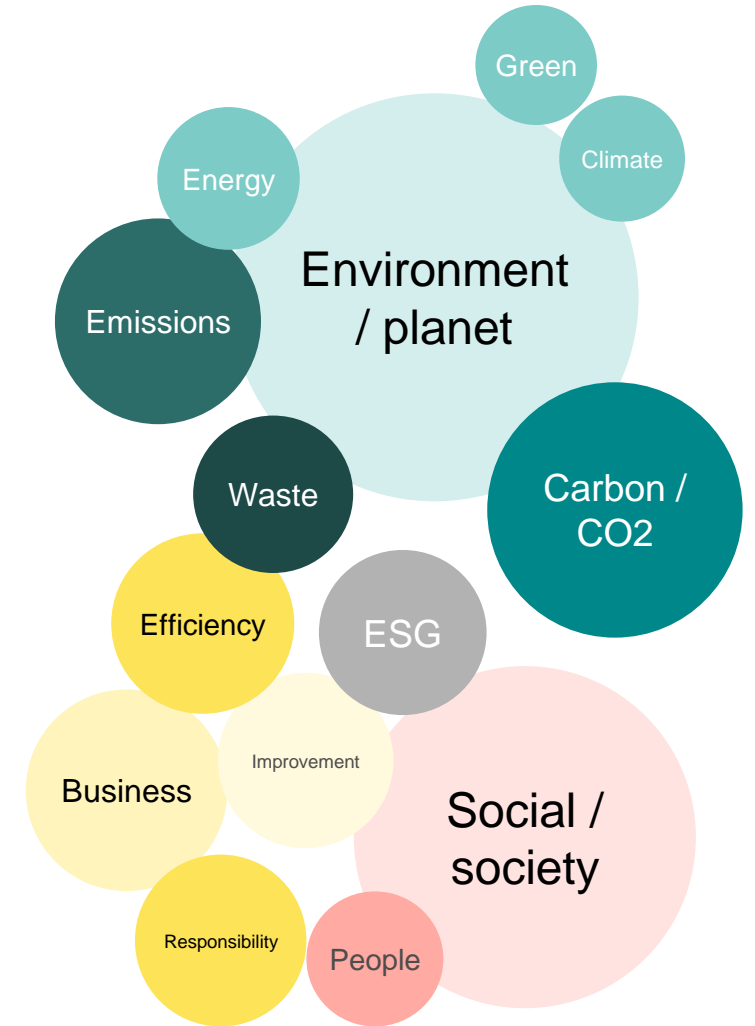 Green
Climate
Energy
Environment
/ planet
Emissions
Carbon /
CO2
Waste
Efficiency
ESG
Improvement
Business
Social /
society
Responsibility
People